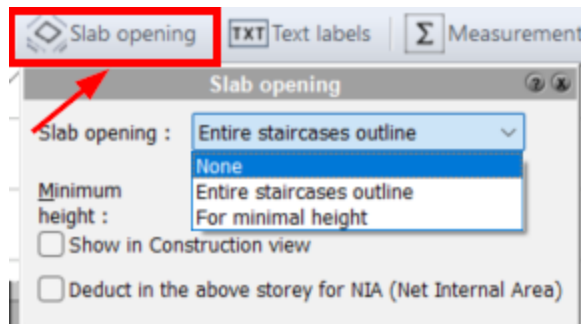 Slab opening TXT Text labels Σ Measurement
Slab opening ? x
Slab opening : Entire staircases outline
None
Minimum Entire staircases outline
height : For minimal height
Show in Construction view
Deduct in the above storey for NIA (Net Internal Area)